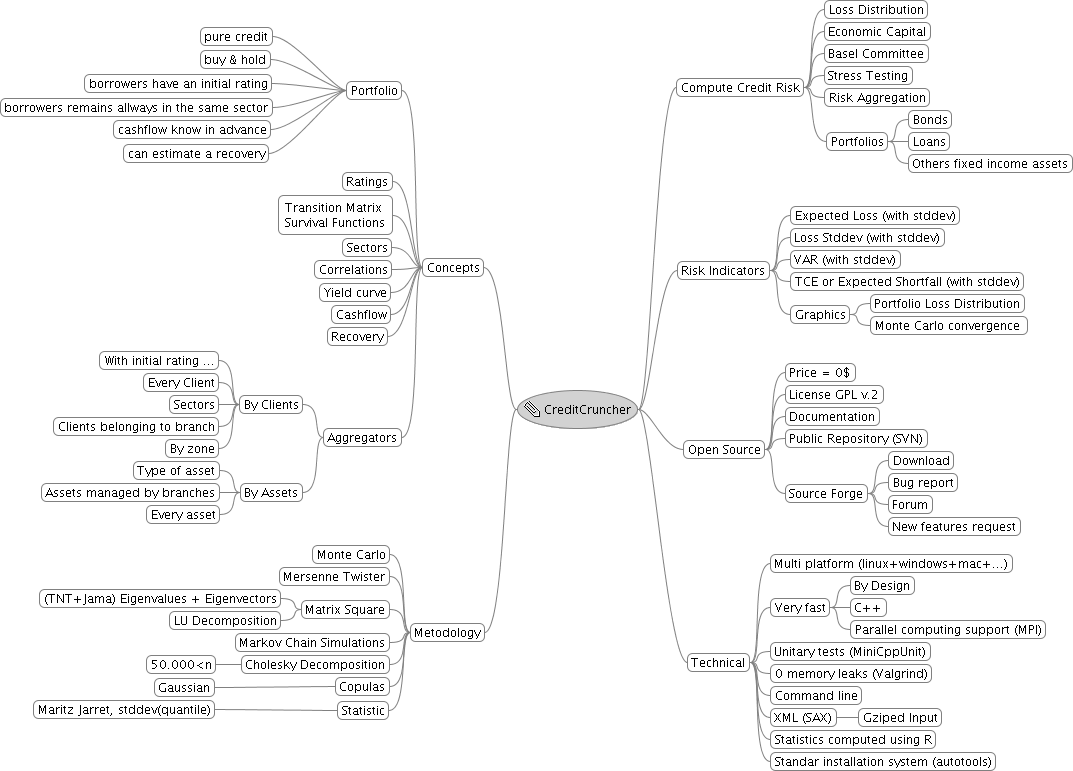 CreditCruncher
Compute Credit Risk
Loss Distribution
Economic Capital
Basel Committee
Stress Testing
Risk Aggregation
Portfolios
Bonds
Loans
Others fixed income assets
Risk Indicators
Expected Loss (with stddev)
Loss Stddev (with stddev)
VAR (with stddev)
TCE or Expected Shortfall (with stddev)
Graphics
Portfolio Loss Distribution
Monte Carlo convergence
Open Source
Price = 0$
License GPL v.2
Documentation
Public Repository (SVN)
Source Forge
Download
Bug report
Forum
New features request
Technical
Multi platform (linux+windows+mac+...)
Very fast
By Design
C++
Parallel computing support (MPI)
Unitary tests (MiniCppUnit)
0 memory leaks (Valgrind)
Command line
XML (SAX)
Gziped Input
Statistics computed using R
Standar installation system (autotools)
Concepts
Portfolio
pure credit
buy & hold
borrowers have an initial rating
borrowers remains allways in the same sector
cashflow know in advance
can estimate a recovery
Ratings
Transition Matrix
Survival Functions
Sectors
Correlations
Yield curve
Cashflow
Recovery
Aggregators
By Clients
With initial rating ...
Every Client
Sectors
Clients belonging to branch
By zone
By Assets
Type of asset
Assets managed by branches
Every asset
Metodology
Monte Carlo
Mersenne Twister
Matrix Square
(TNT+Jama) Eigenvalues + Eigenvectors
LU Decomposition
Markov Chain Simulations
Cholesky Decomposition
50.000<n
Copulas
Gaussian
Statistic
Maritz Jarret, stddev(quantile)